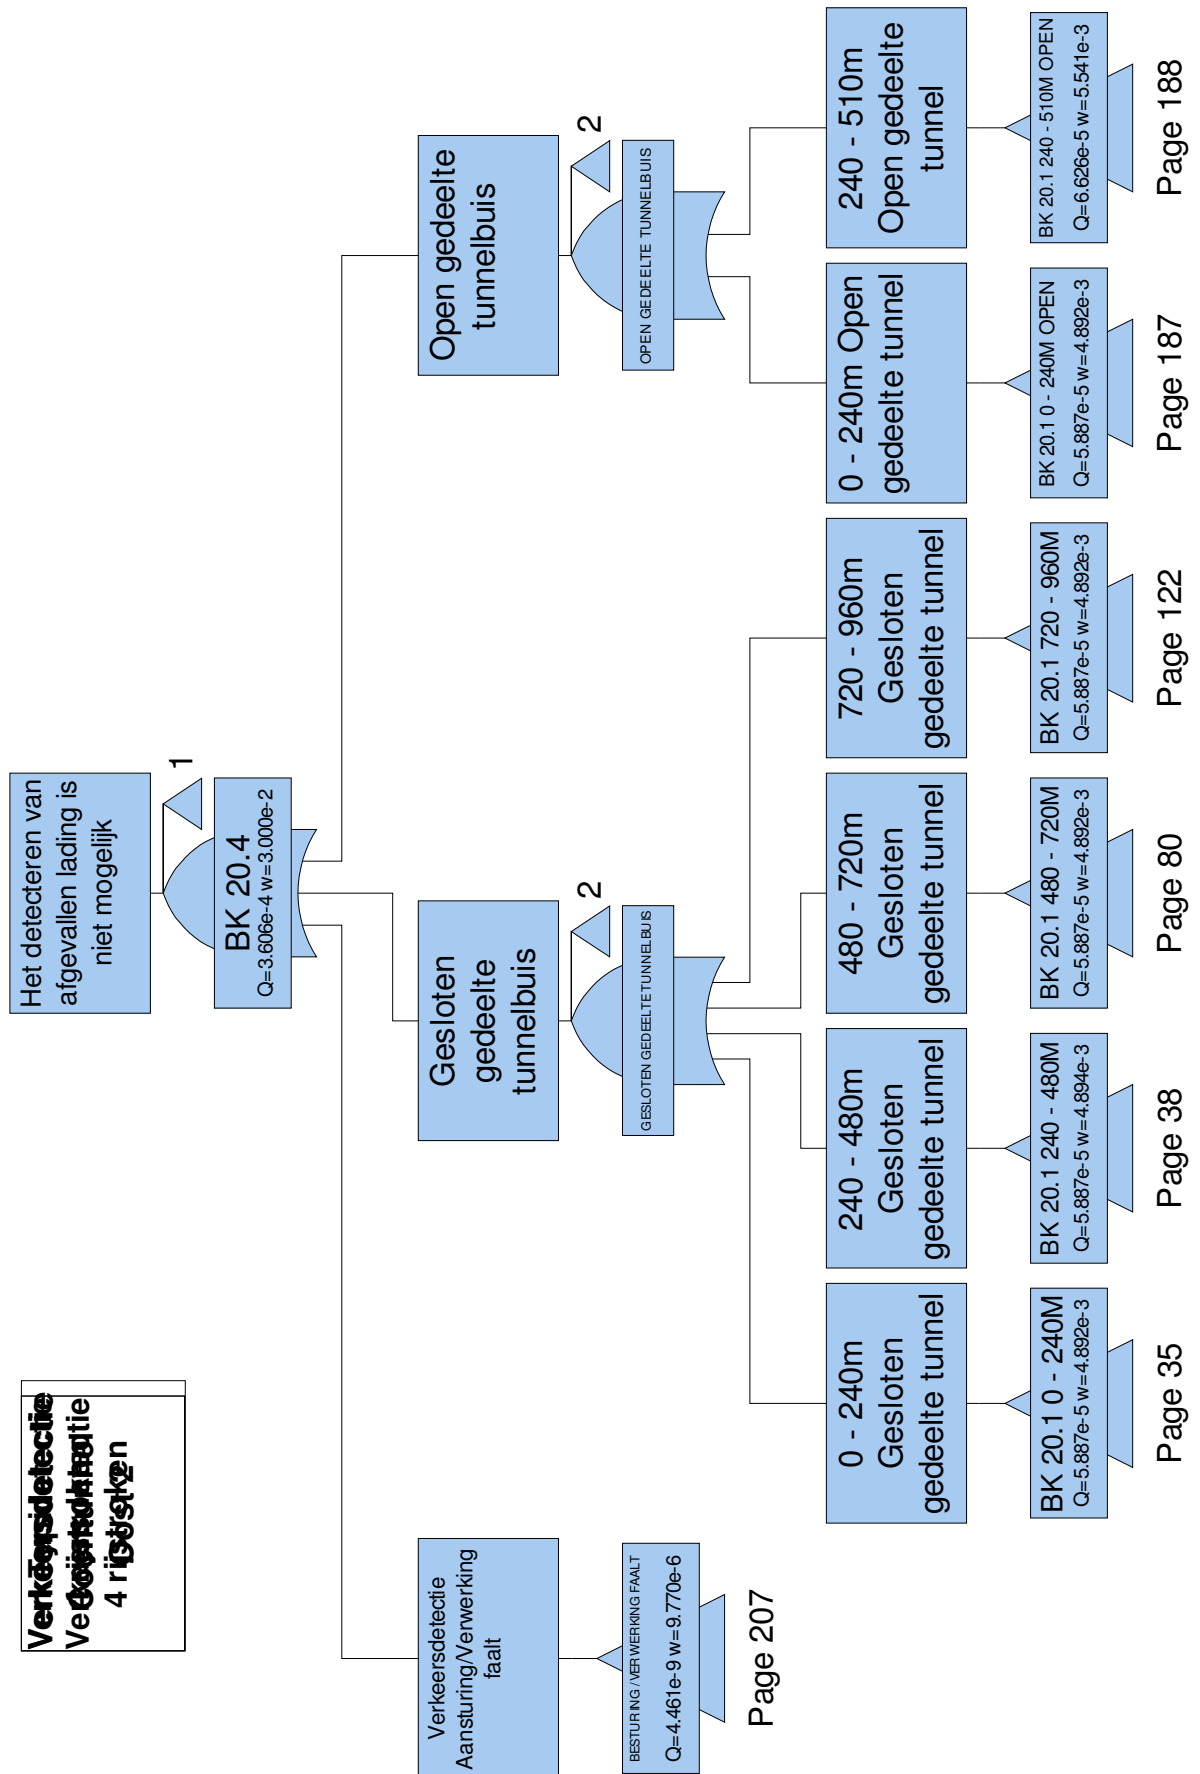 Het detecteren van
afgevallen lading is
niet mogelijk
1
BK 20.4
Q=3.606e-4 w=3.000e-2
Verkeersdetectie
Aansturing/Verwerking
faalt
BESTURING / VERWERKING FAALT
Q=4.461e-9 w=9.770e-6
Page 207
Gesloten
gedeelte
tunnelbuis
2
GESLOTEN GEDEELTE TUNNELBUIS
Open gedeelte
tunnelbuis
2
OPEN GEDEELTE TUNNELBUIS
0 - 240m
Gesloten
gedeelte tunnel
BK 20.1 0 - 240M
Q=5.887e-5 w=4.892e-3
Page 35
240 - 480m
Gesloten
gedeelte tunnel
BK 20.1 240 - 480M
Q=5.887e-5 w=4.894e-3
Page 38
480 - 720m
Gesloten
gedeelte tunnel
BK 20.1 480 - 720M
Q=5.887e-5 w=4.892e-3
Page 80
720 - 960m
Gesloten
gedeelte tunnel
BK 20.1 720 - 960M
Q=5.887e-5 w=4.892e-3
Page 122
0 - 240m Open
gedeelte tunnel
BK 20.1 0 - 240M OPEN
Q=5.887e-5 w=4.892e-3
Page 187
240 - 510m
Open gedeelte
tunnel
BK 20.1 240 - 510M OPEN
Q=6.626e-5 w=5.541e-3
Page 188